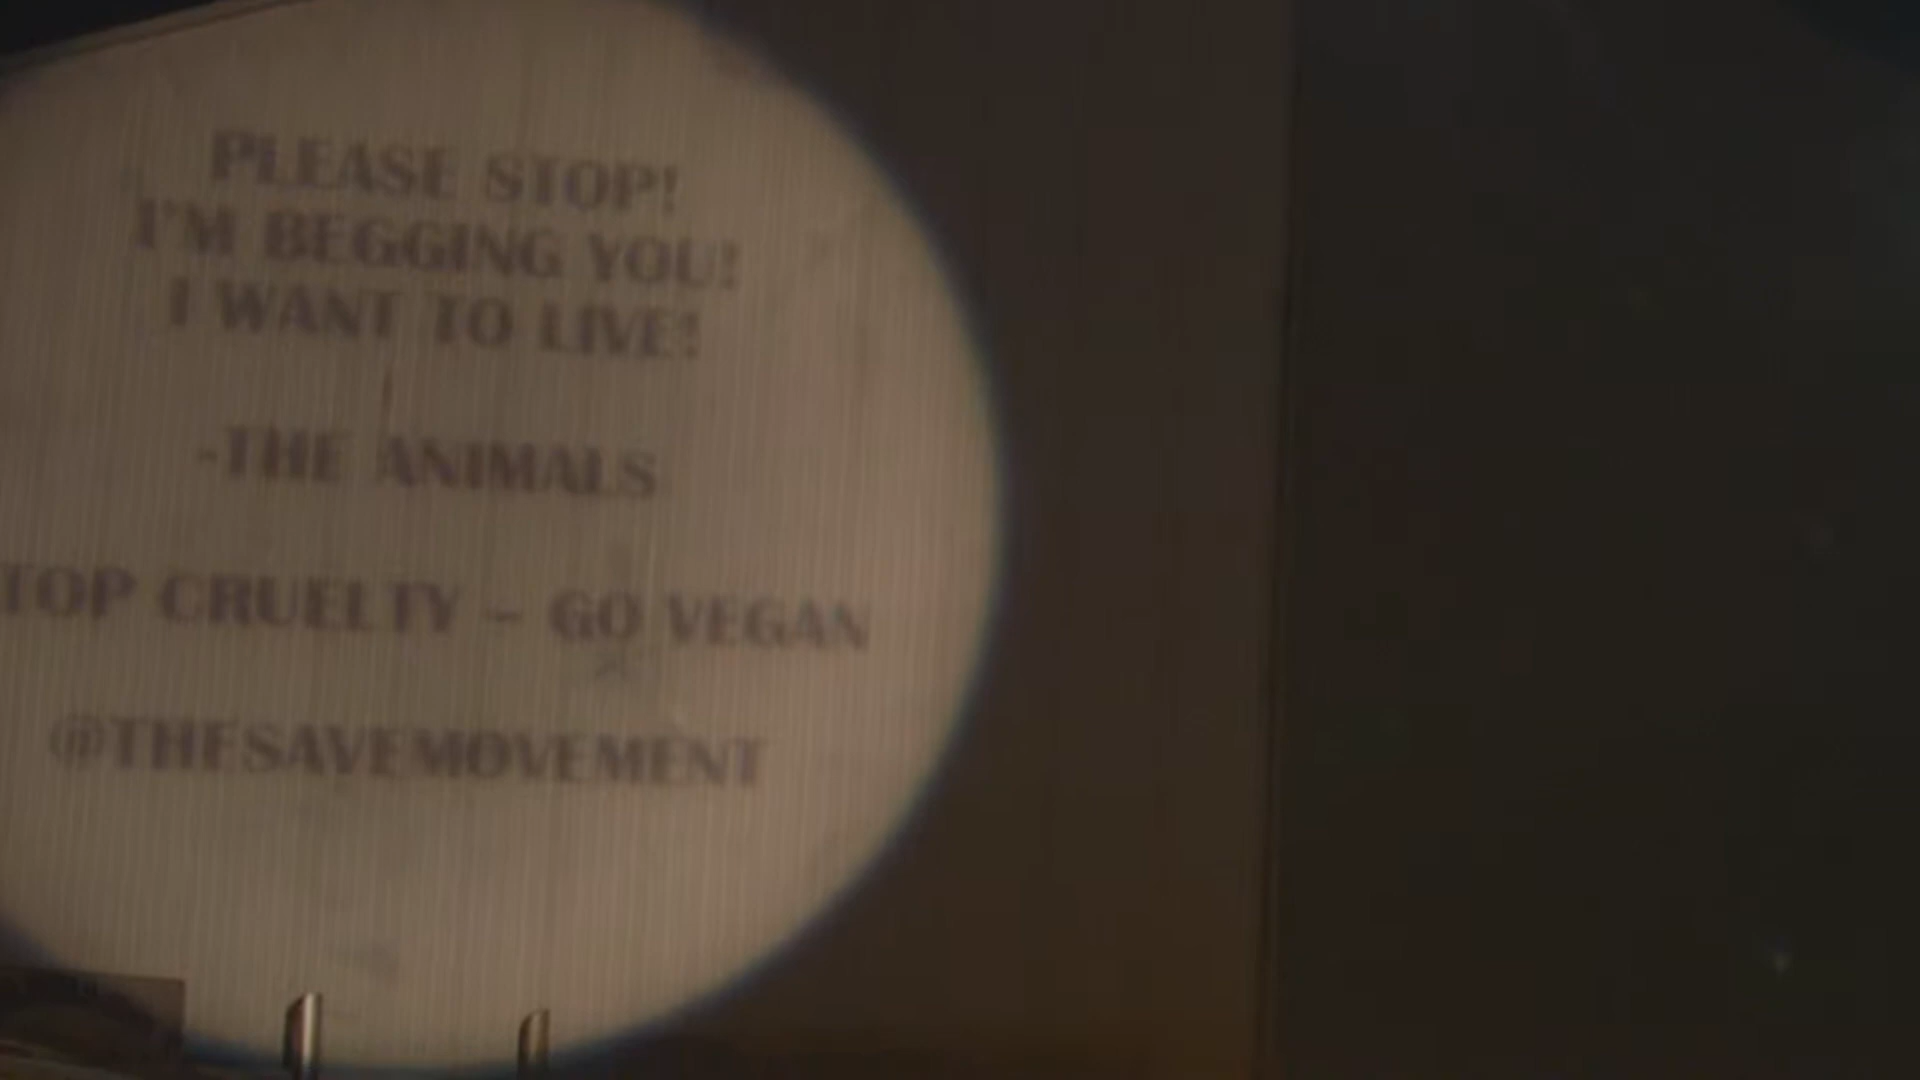 PLEASE STOP!
I'M BEGGING YOU!
I WANT TO LIVE!
-THE ANIMALS
TOP CRUELTY – GO VEGAN
@THESAVEMOVEMENT